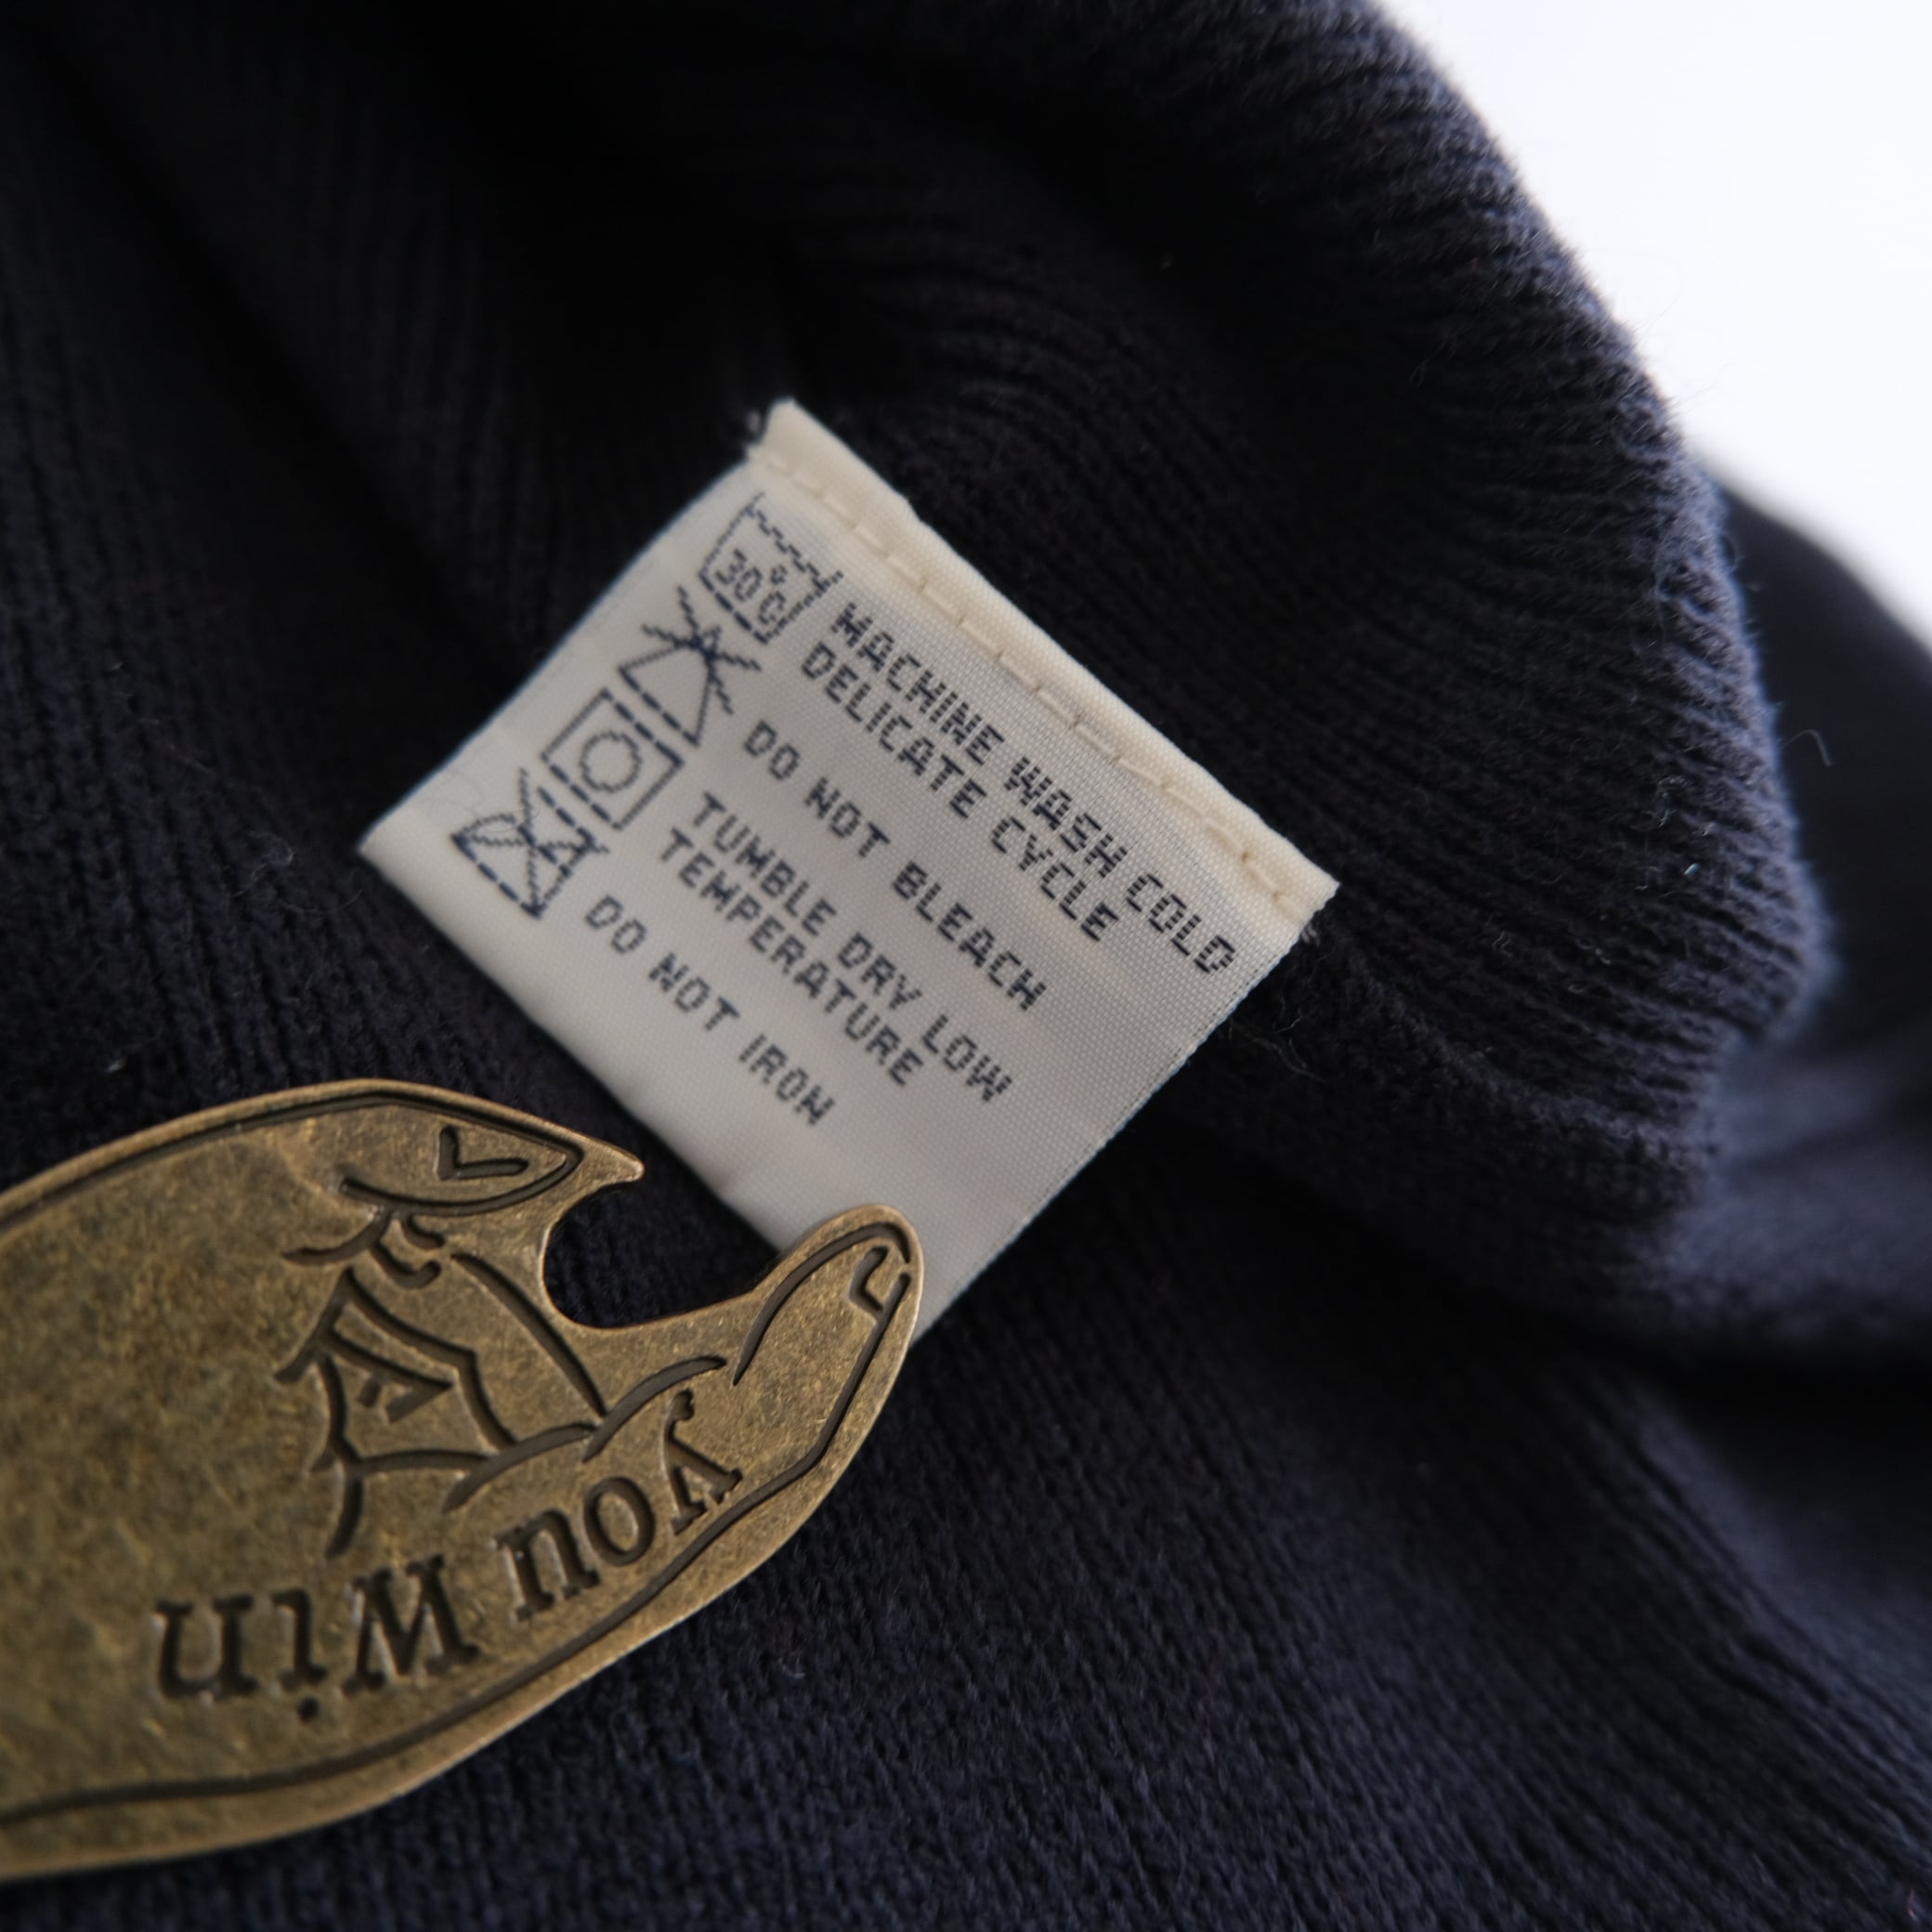 30°C
MACHINE WASH COLD
DELICATE CYCLE
DO NOT BLEACH
TUMBLE DRY LOW
TEMPERATURE
DO NOT IRON
You Win